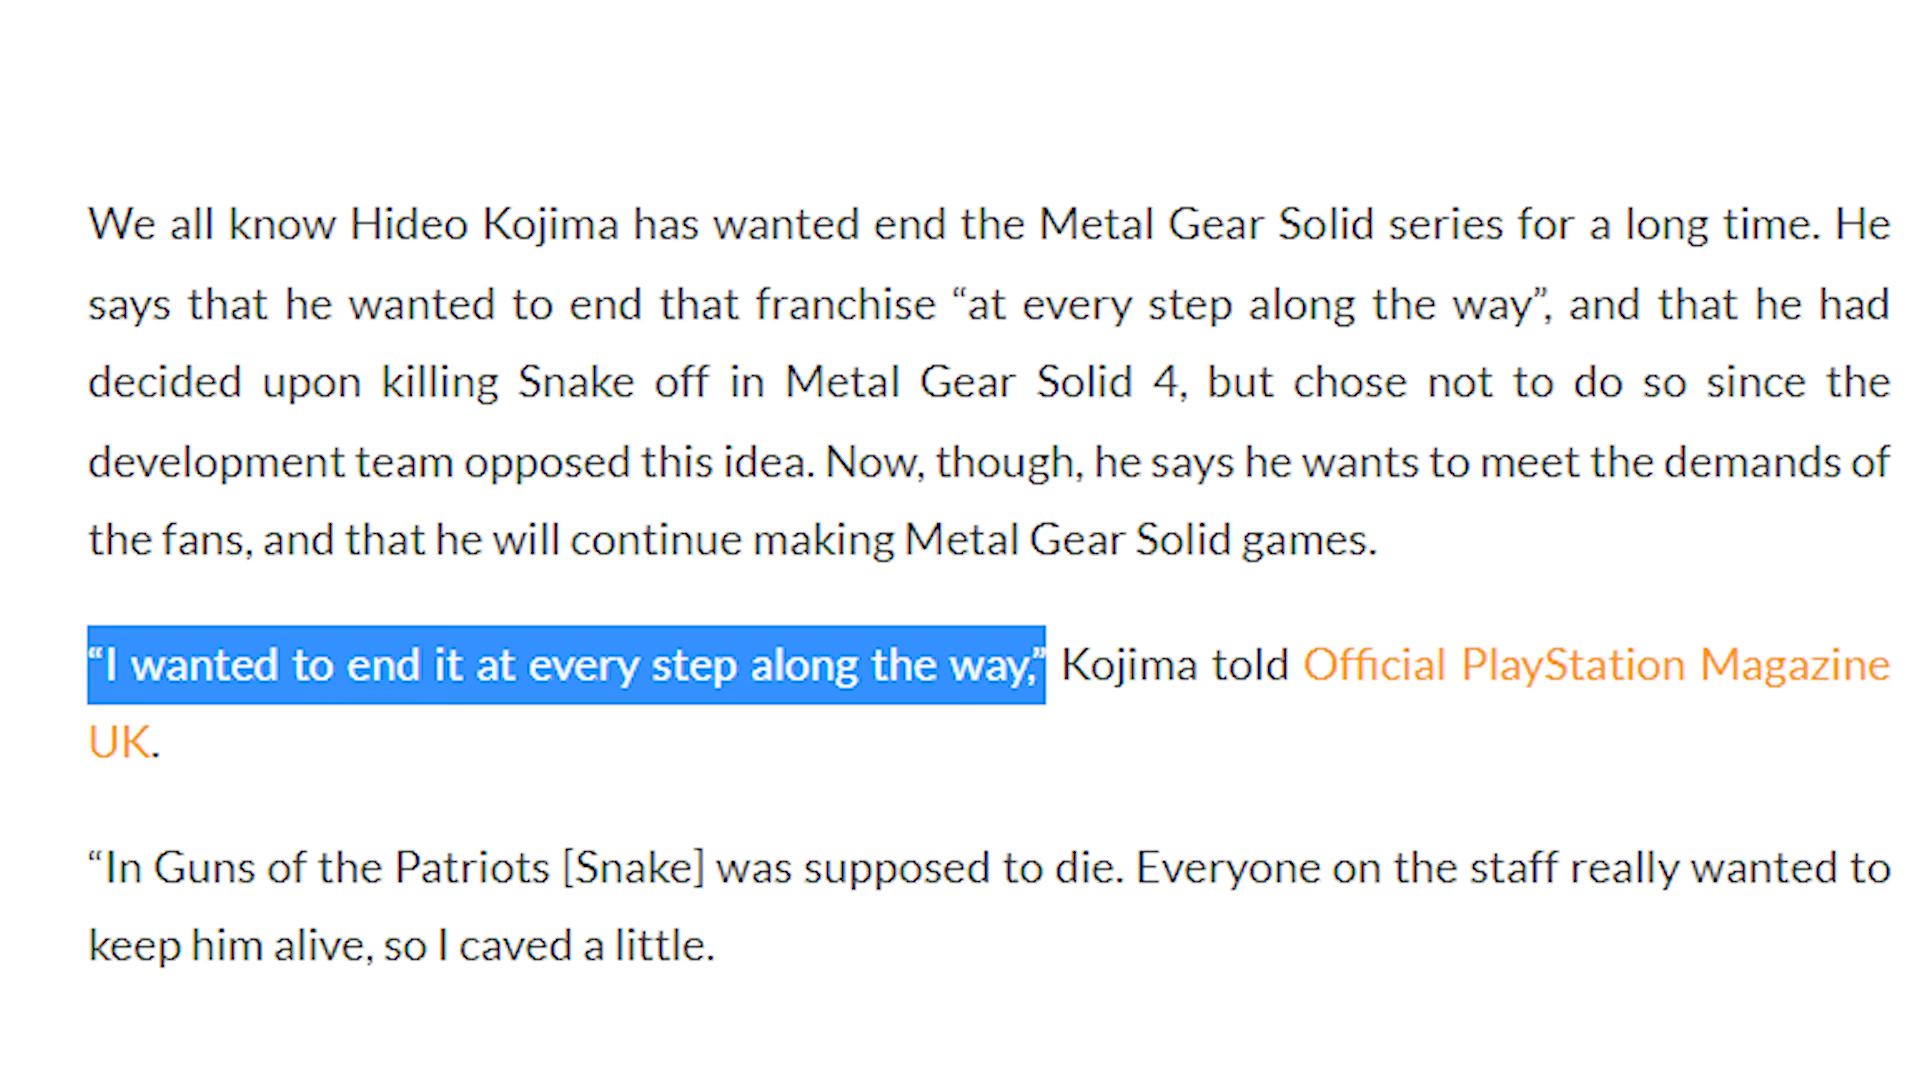 We all know Hideo Kojima has wanted end the Metal Gear Solid series for a long time. He
says that he wanted to end that franchise “at every step along the way”, and that he had
decided upon killing Snake off in Metal Gear Solid 4, but chose not to do so since the
development team opposed this idea. Now, though, he says he wants to meet the demands of
the fans, and that he will continue making Metal Gear Solid games.
“I wanted to end it at every step along the way,” Kojima told Official PlayStation Magazine
UK.
“In Guns of the Patriots [Snake] was supposed to die. Everyone on the staff really wanted to
keep him alive, so I caved a little.